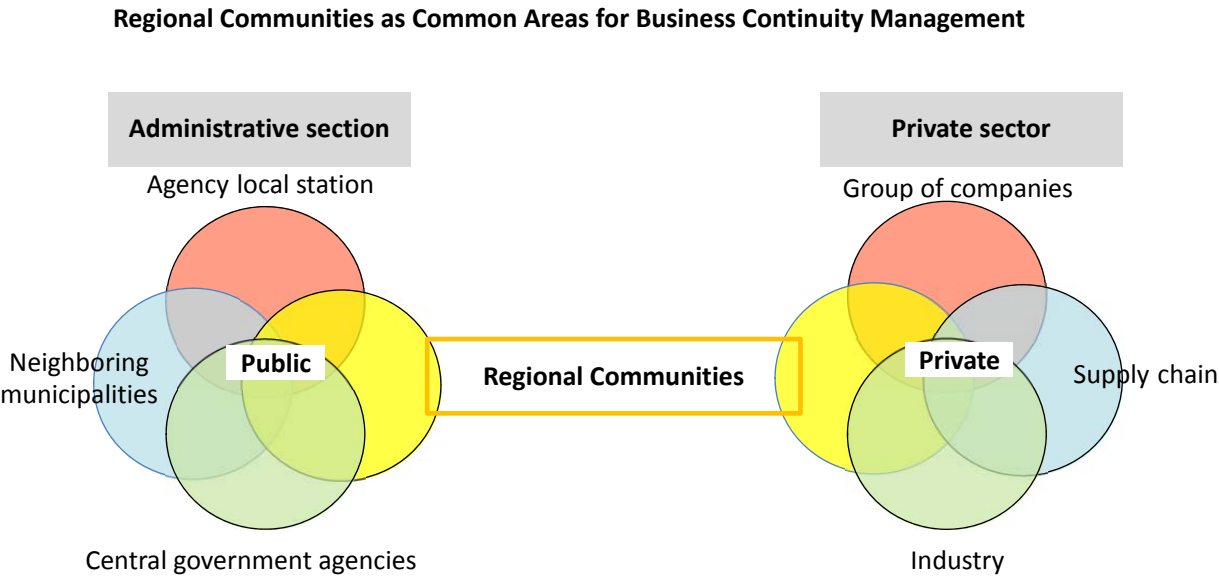 Regional Communities as Common Areas for Business Continuity Management
Administrative section
Private sector
Agency local station
Group of companies
Neighboring
municipalities
Public
Regional Communities
Private
Supply chain
Central government agencies
Industry